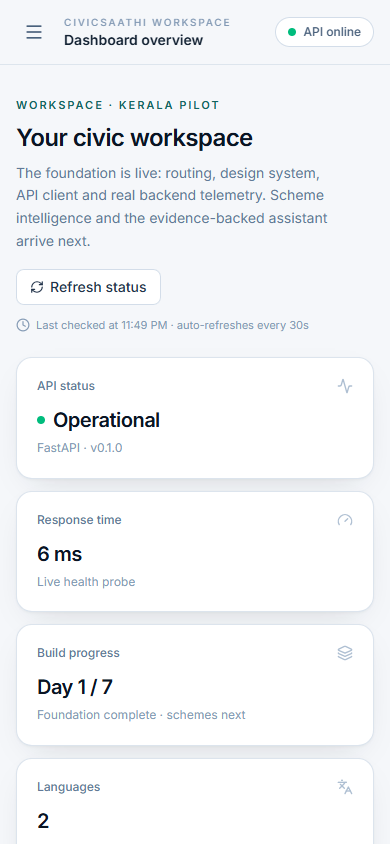 CIVICSAATHI WORKSPACE
Dashboard overview
API online
WORKSPACE · KERALA PILOT
Your civic workspace
The foundation is live: routing, design system,
API client and real backend telemetry. Scheme
intelligence and the evidence-backed assistant
arrive next.
Refresh status
Last checked at 11:49 PM · auto-refreshes every 30s
API status
Operational
FastAPI · v0.1.0
Response time
6 ms
Live health probe
Build progress
Day 1 / 7
Foundation complete · schemes next
Languages
2